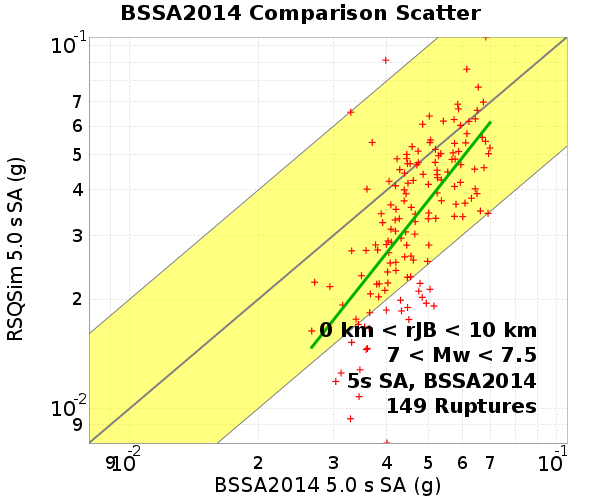 BSSA2014 Comparison Scatter
RSQSim 5.0 s SA (g)
10^-1
7
6
5
4
3
2
10^-2
9
0 km < rJB < 10 km
7 < Mw < 7.5
5s SA, BSSA2014
149 Ruptures
9 10^-2 2 3 4 5 6 7 10^-1
BSSA2014 5.0 s SA (g)